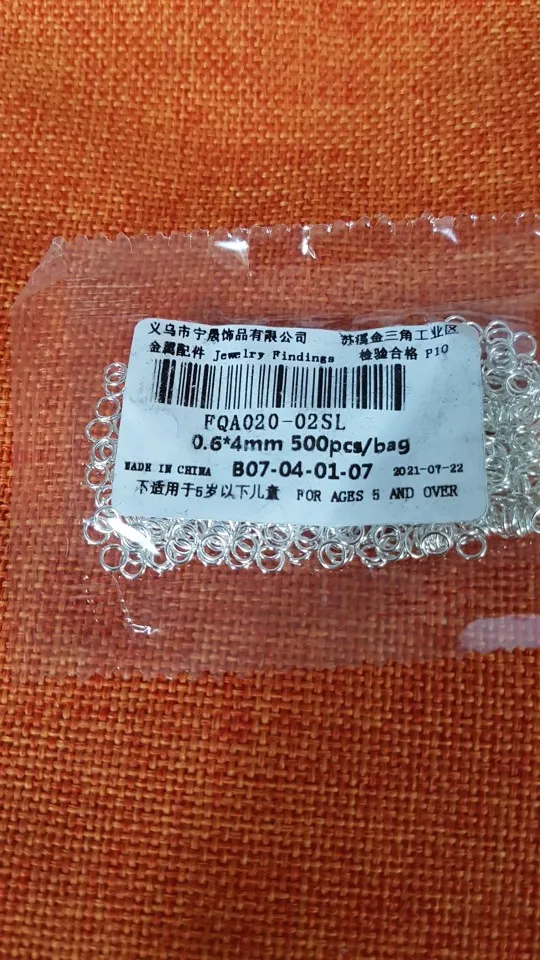 义乌市宁晟饰品有限公司 苏溪金三角工业区
金属配件 Jewelry Findings 检验合格 P10
FQA020-02SL
0.6*4mm 500pcs/bag
MADE IN CHINA B07-04-01-07 2021-07-22
不适用于5岁以下儿童 FOR AGES 5 AND OVER